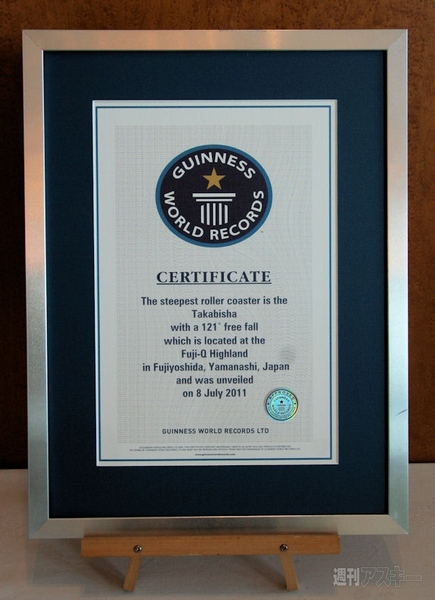 GUINNESS
WORLD RECORDS
CERTIFICATE
The steepest roller coaster is the
Takabisha
with a 121° free fall
which is located at the
Fuji-Q Highland
in Fujiyoshida, Yamanashi, Japan
and was unveiled
on 8 July 2011
GUINNESS WORLD RECORDS LTD
週刊アスキー